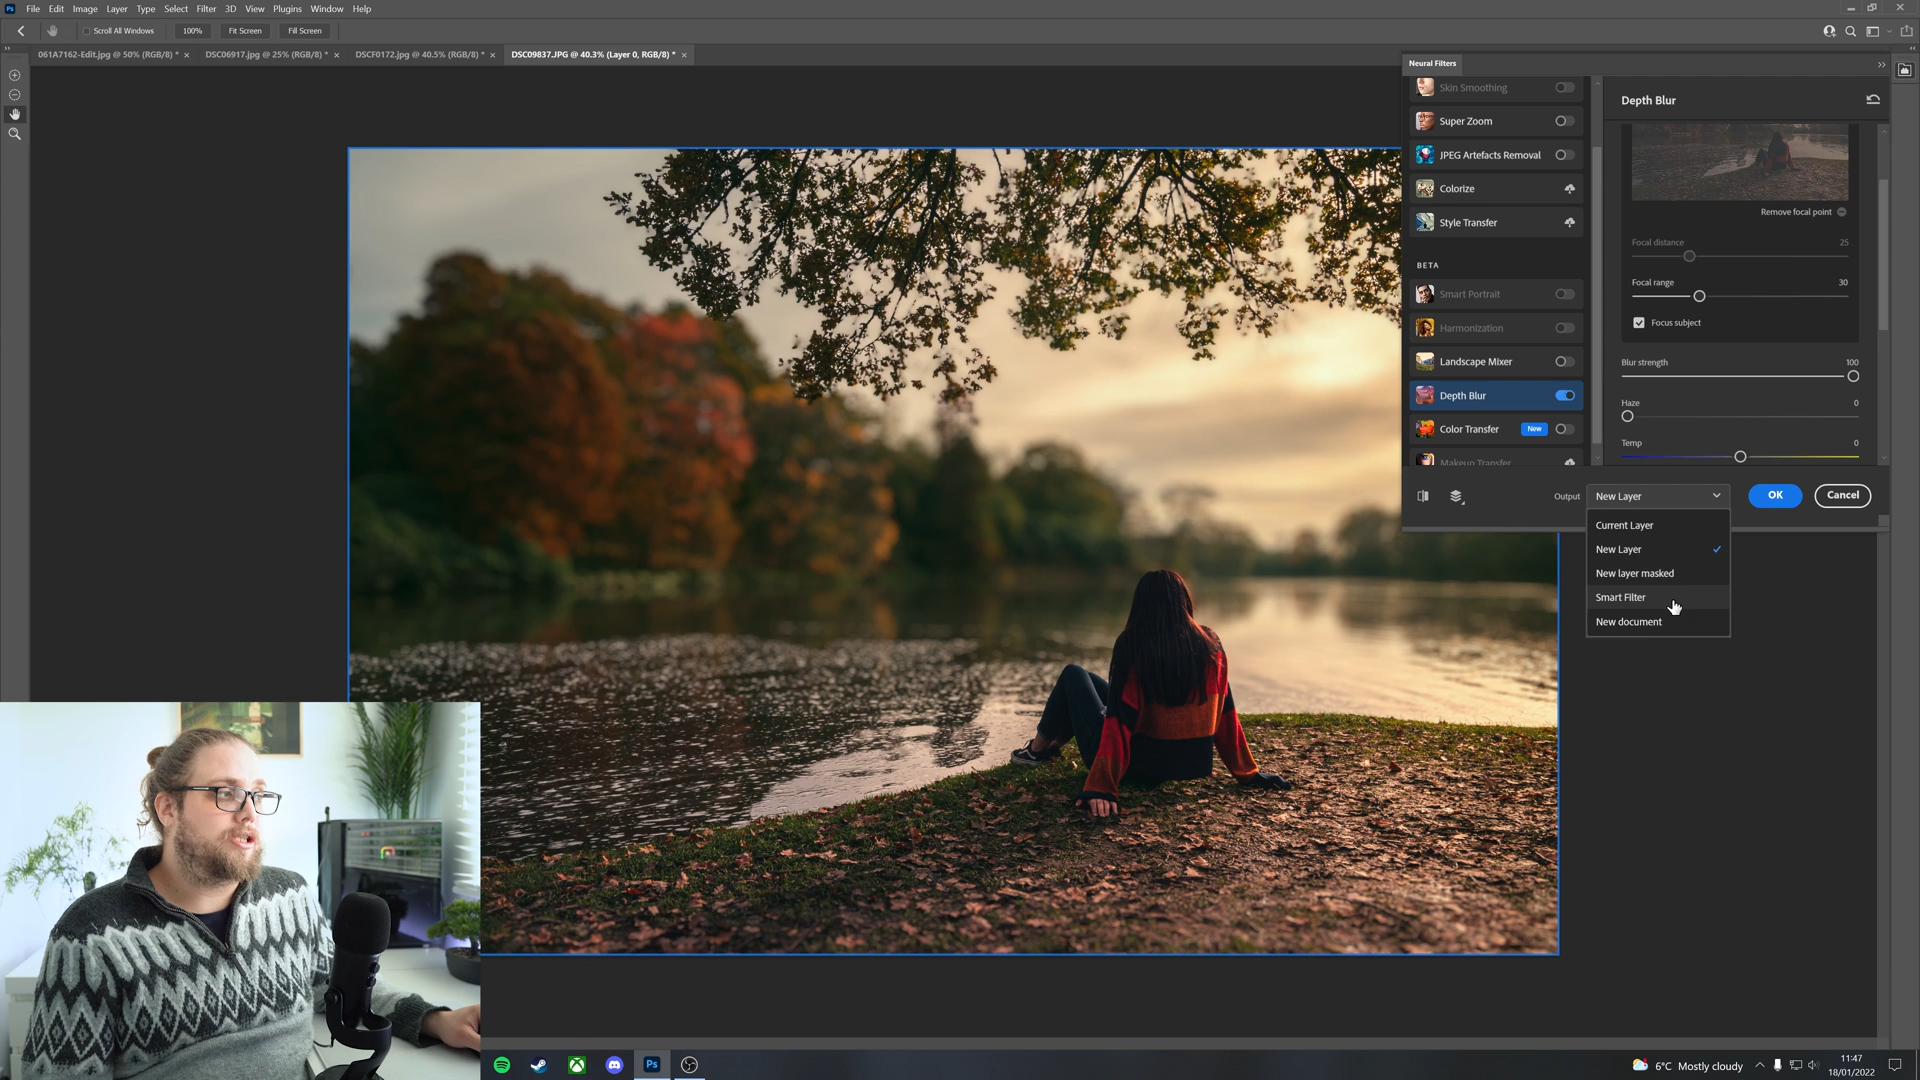 Ps File Edit Image Layer Type Select Filter 3D View Plugins Window Help
Scroll All Windows 100% Fit Screen Fill Screen
061A7162-Edit.jpg @ 50% (RGB/8) * × DSC06917.jpg @ 25% (RGB/8) * × DSCF0172.jpg @ 40.5% (RGB/8) * × DSC09837.JPG @ 40.3% (Layer 0, RGB/8) * ×
Neural Filters
Skin Smoothing
Super Zoom
JPEG Artefacts Removal
Colorize
Style Transfer
BETA
Smart Portrait
Harmonization
Landscape Mixer
Depth Blur
Color Transfer New
Makeup Transfer
Depth Blur
Remove focal point
Focal distance 25
Focal range 30
Focus subject
Blur strength 100
Haze 0
Temp 0
Output New Layer OK Cancel
Current Layer
New Layer
New layer masked
Smart Filter
New document
Ps
6°C Mostly cloudy
11:47
18/01/2022